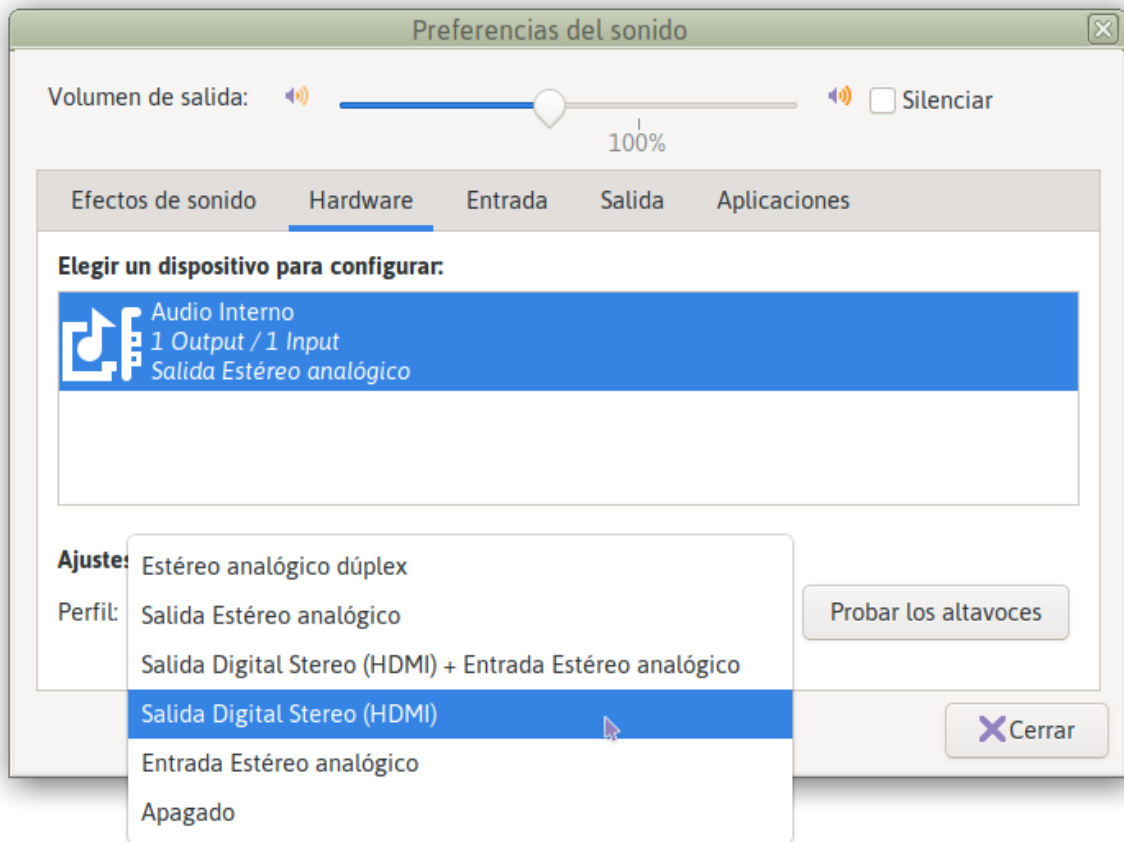 Preferencias del sonido
Volumen de salida:
Silenciar
100%
Efectos de sonido Hardware Entrada Salida Aplicaciones
Elegir un dispositivo para configurar:
Audio Interno
1 Output / 1 Input
Salida Estéreo analógico
Ajustes
Estéreo analógico dúplex
Perfil:
Salida Estéreo analógico
Probar los altavoces
Salida Digital Stereo (HDMI) + Entrada Estéreo analógico
Salida Digital Stereo (HDMI)
Cerrar
Entrada Estéreo analógico
Apagado